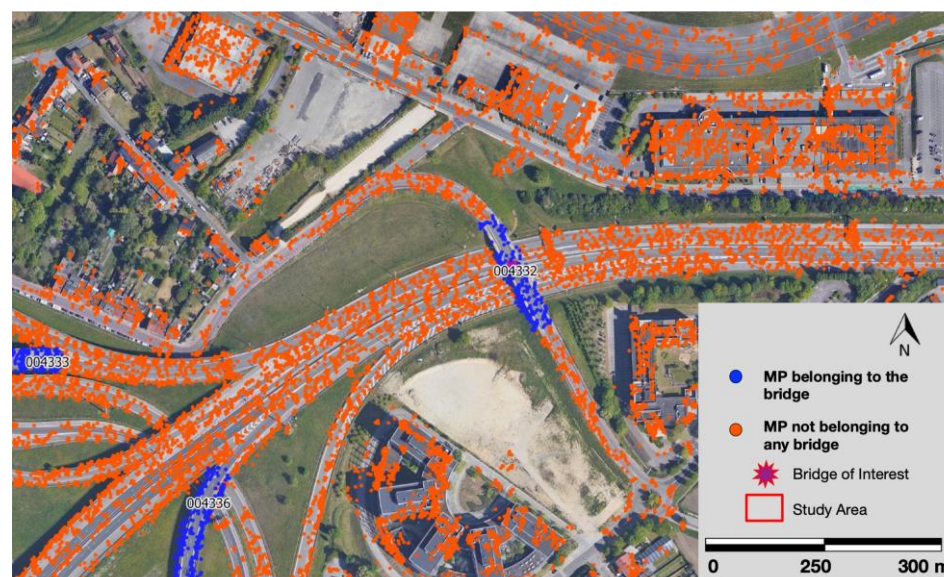 004332
004333
004336
N
MP belonging to the
bridge
MP not belonging to
any bridge
Bridge of Interest
Study Area
0 250 300 m